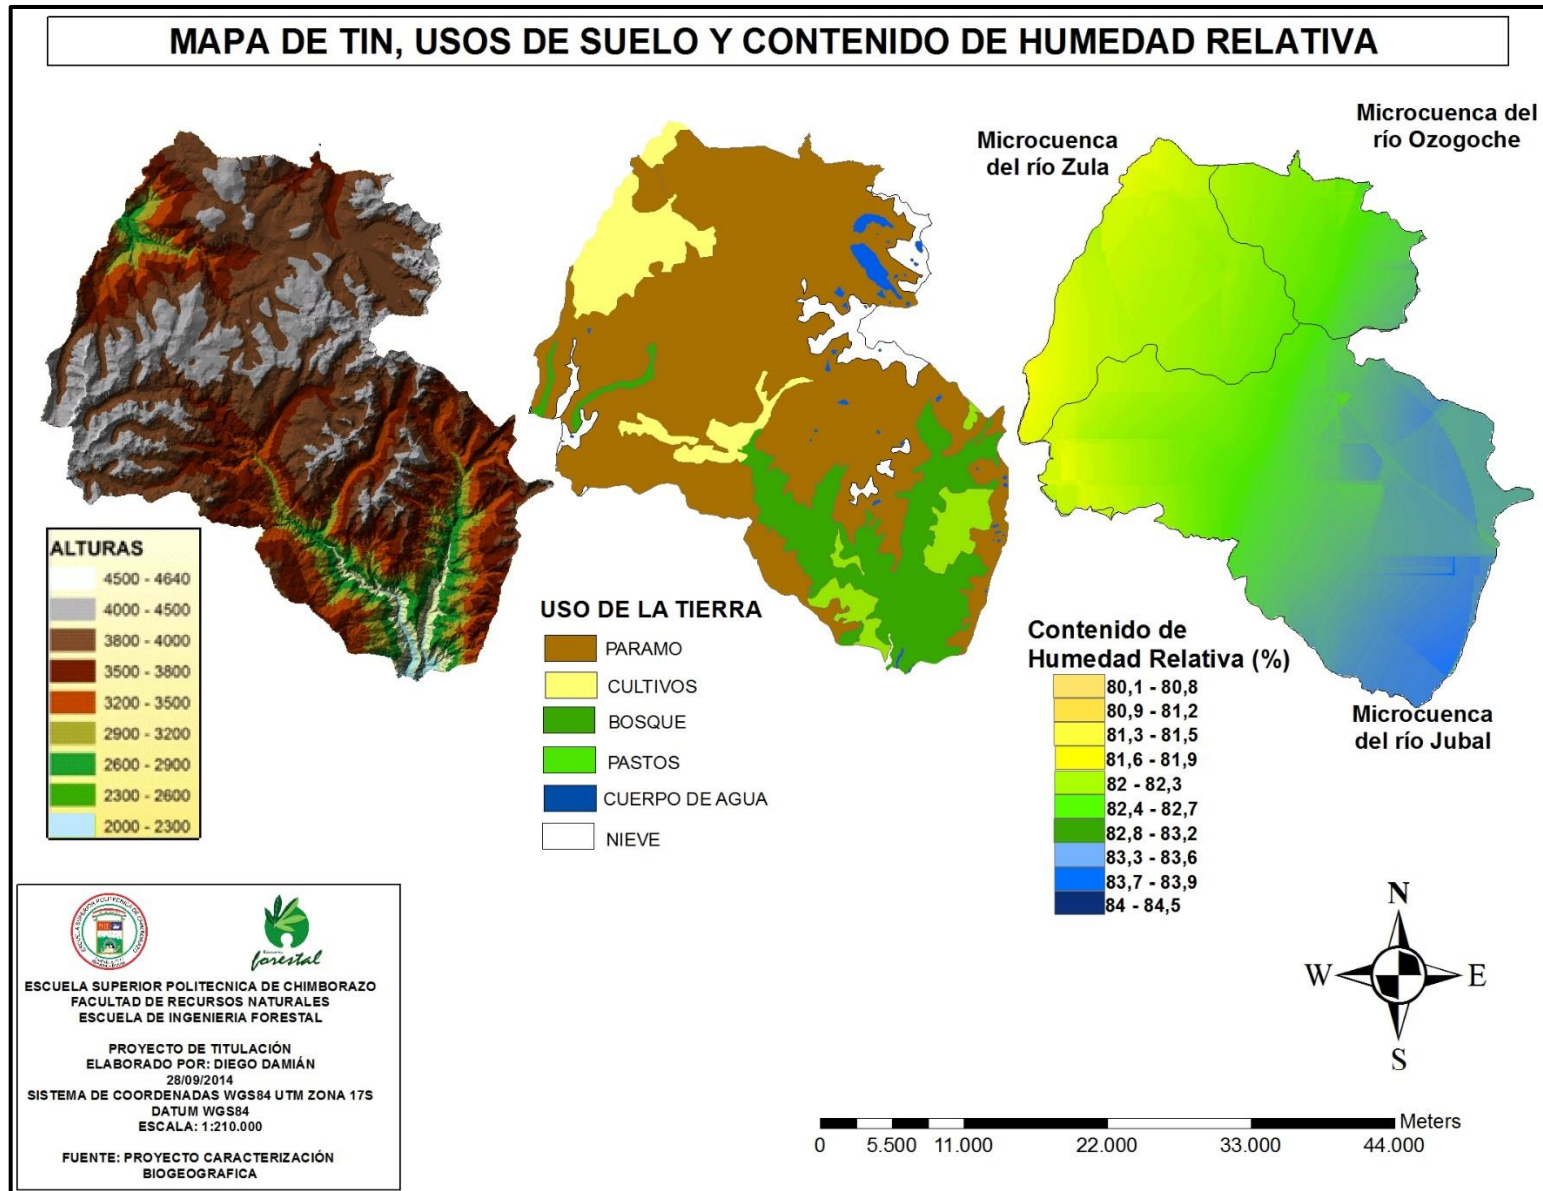 MAPA DE TIN, USOS DE SUELO Y CONTENIDO DE HUMEDAD RELATIVA
Microcuenca
del río Zula
Microcuenca del
río Ozogoche
Microcuenca
del río Jubal
ALTURAS
4500 - 4640
4000 - 4500
3800 - 4000
3500 - 3800
3200 - 3500
2900 - 3200
2600 - 2900
2300 - 2600
2000 - 2300
USO DE LA TIERRA
PARAMO
CULTIVOS
BOSQUE
PASTOS
CUERPO DE AGUA
NIEVE
Contenido de
Humedad Relativa (%)
80,1 - 80,8
80,9 - 81,2
81,3 - 81,5
81,6 - 81,9
82 - 82,3
82,4 - 82,7
82,8 - 83,2
83,3 - 83,6
83,7 - 83,9
84 - 84,5
forestal
ESCUELA SUPERIOR POLITECNICA DE CHIMBORAZO
FACULTAD DE RECURSOS NATURALES
ESCUELA DE INGENIERIA FORESTAL
PROYECTO DE TITULACIÓN
ELABORADO POR: DIEGO DAMIÁN
28/09/2014
SISTEMA DE COORDENADAS WGS84 UTM ZONA 17S
DATUM WGS84
ESCALA: 1:210.000
FUENTE: PROYECTO CARACTERIZACIÓN
BIOGEOGRAFICA
N
W
E
S
Meters
0 5.500 11.000 22.000 33.000 44.000